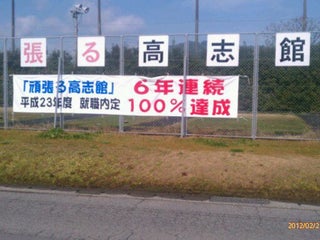 張る高志館
「頑張る高志館」 6年連続
平成23年度 就職内定 100%達成
2012/02/2